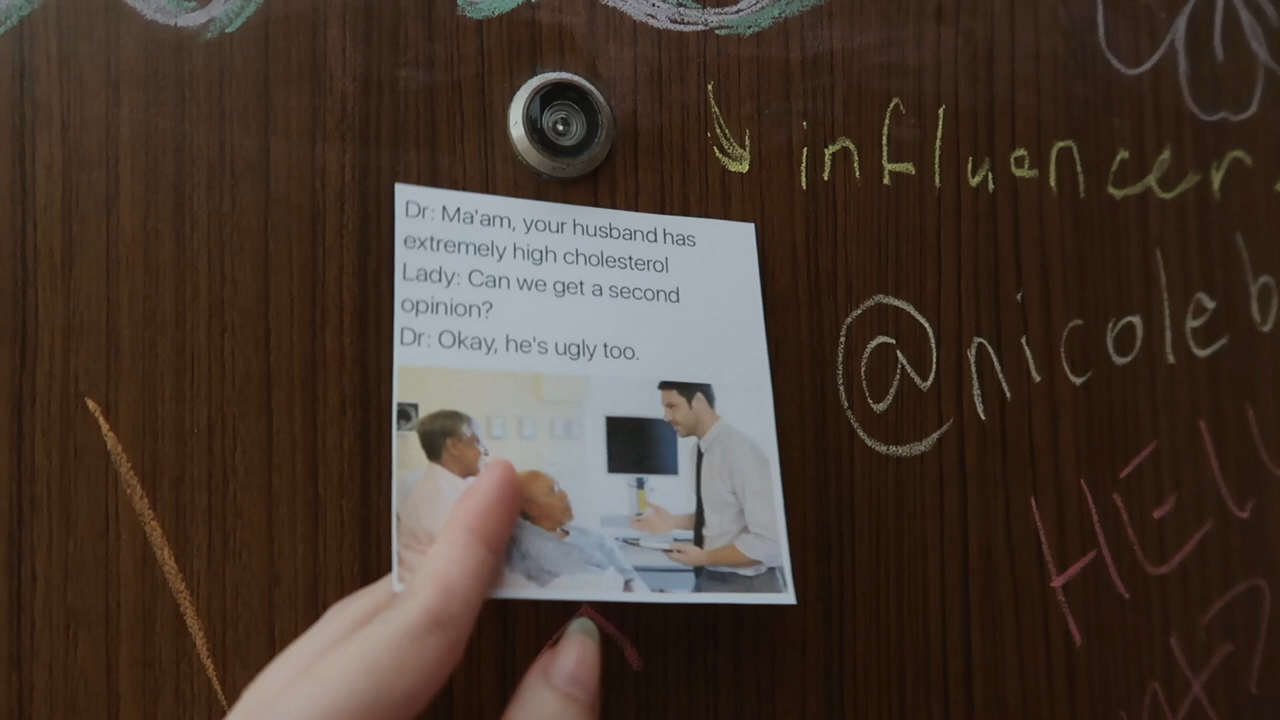 influencer
Dr: Ma'am, your husband has
extremely high cholesterol
Lady: Can we get a second
opinion?
Dr: Okay, he's ugly too.
@nicoleb
HELL